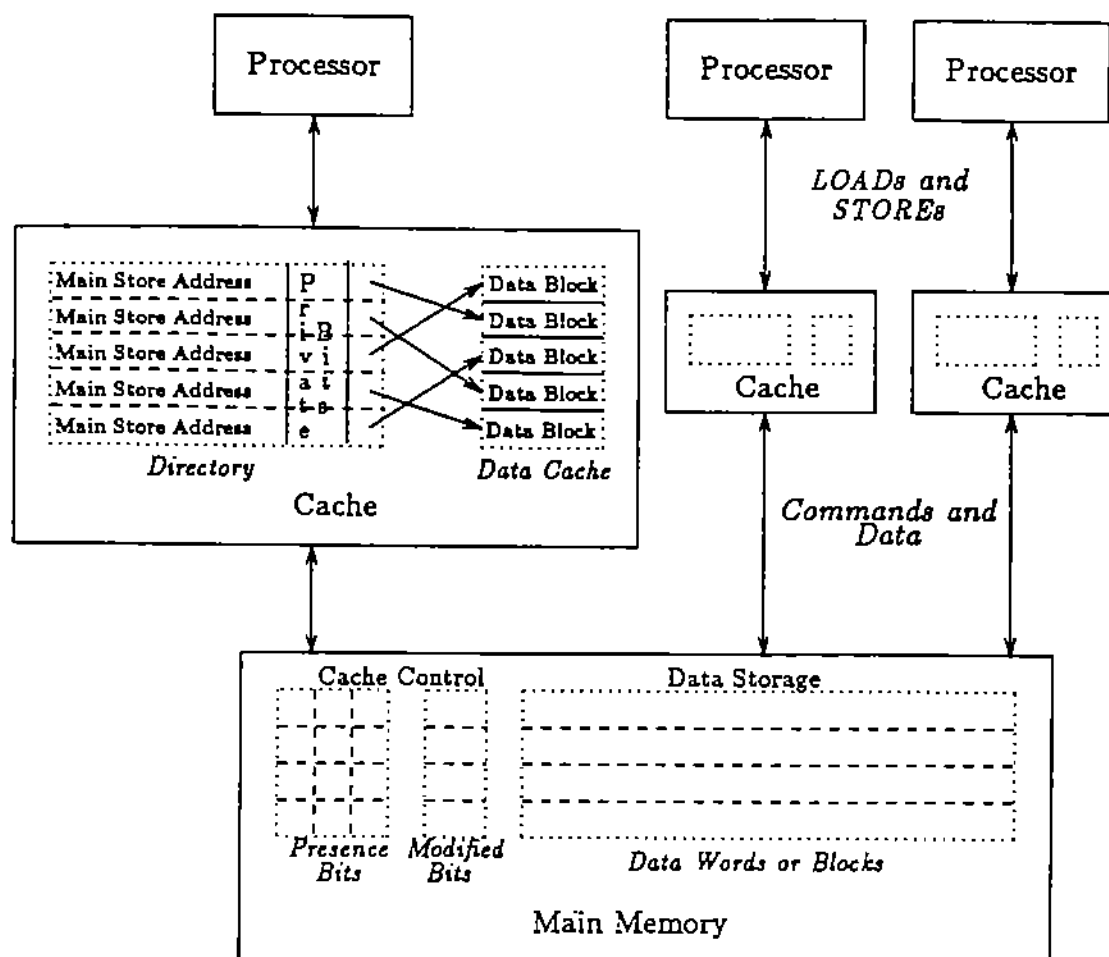 Processor
Processor
Processor
LOADs and
STOREs
Main Store Address
Main Store Address
Main Store Address
Main Store Address
Main Store Address
Private
Bits
Data Block
Data Block
Data Block
Data Block
Data Block
Directory
Data Cache
Cache
Cache
Cache
Commands and
Data
Cache Control
Data Storage
Presence
Bits
Modified
Bits
Data Words or Blocks
Main Memory